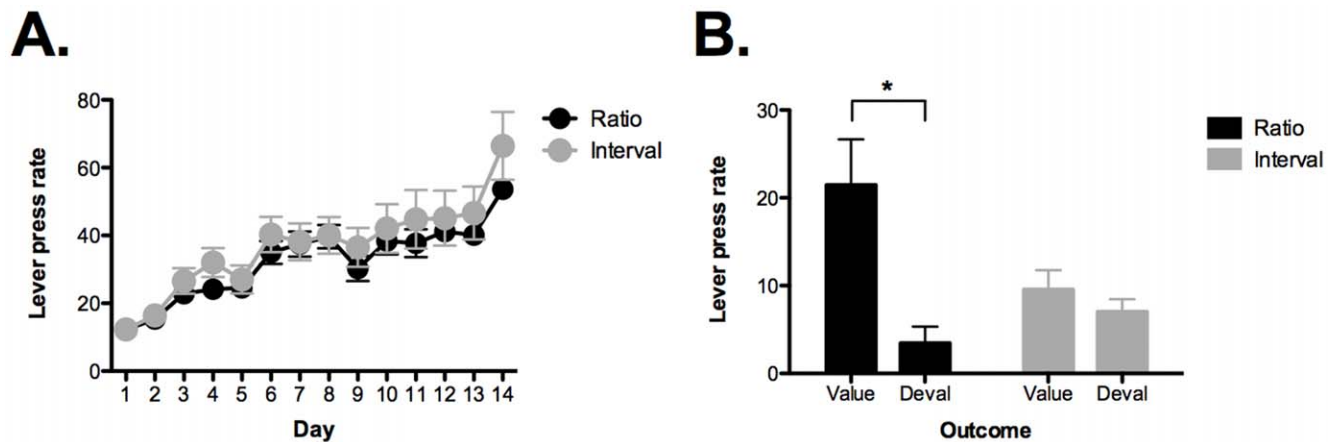 A.
80
60
40
20
0
Lever press rate
1 2 3 4 5 6 7 8 9 10 11 12 13 14
Day
Ratio
Interval
B.
30
20
10
0
Lever press rate
*
Value Deval Value Deval
Outcome
Ratio
Interval